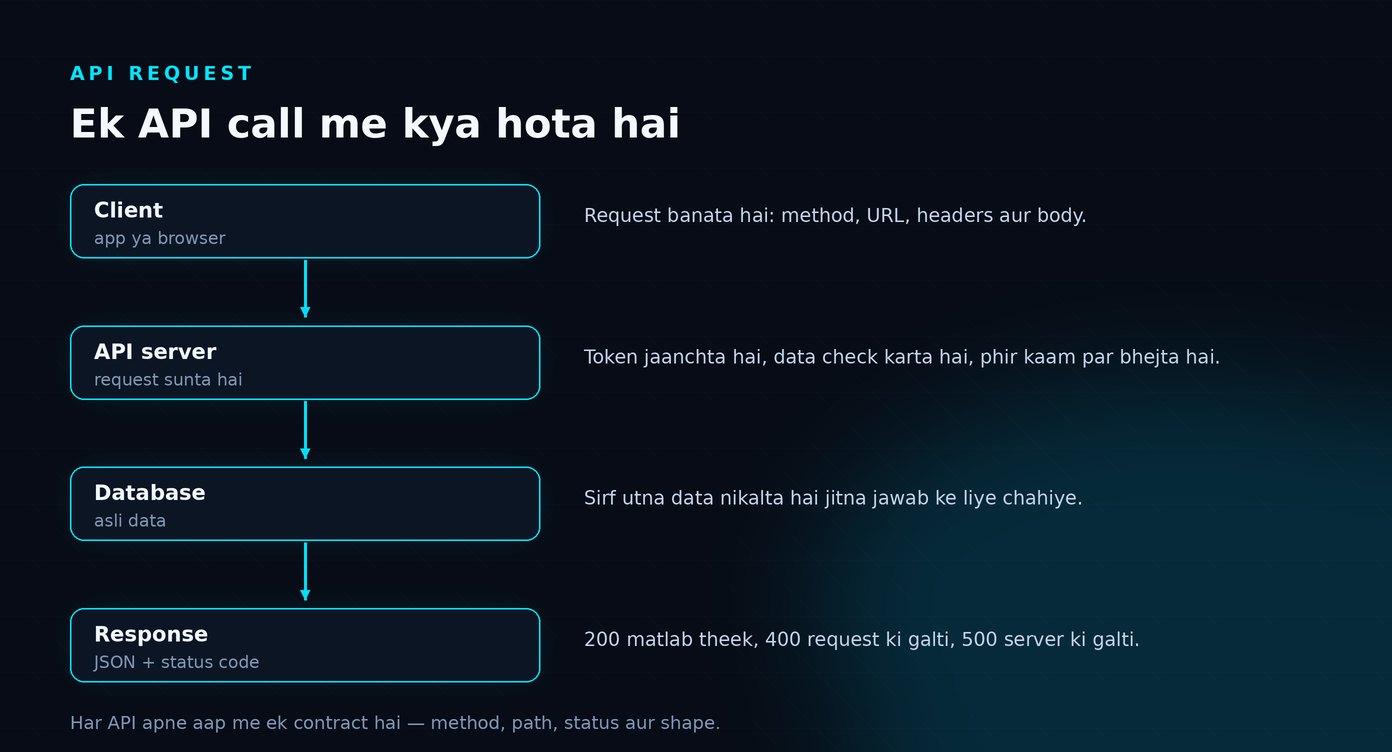 API REQUEST
Ek API call me kya hota hai
Client
app ya browser
Request banata hai: method, URL, headers aur body.
API server
request sunta hai
Token jaanchta hai, data check karta hai, phir kaam par bhejta hai.
Database
asli data
Sirf utna data nikalta hai jitna jawab ke liye chahiye.
Response
JSON + status code
200 matlab theek, 400 request ki galti, 500 server ki galti.
Har API apne aap me ek contract hai — method, path, status aur shape.